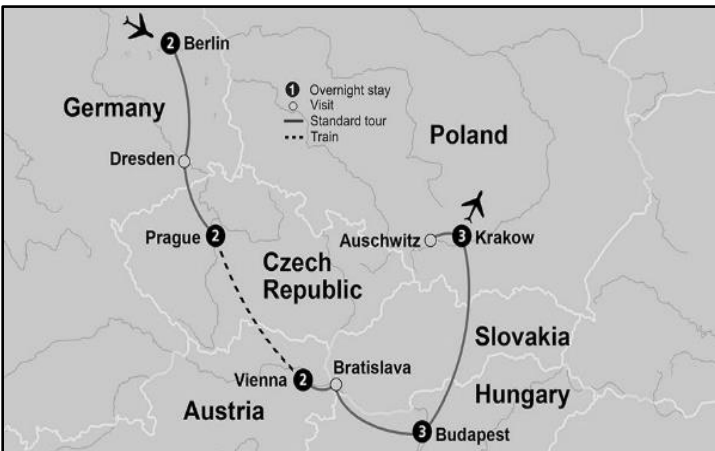 2 Berlin
Germany
1 Overnight stay
Visit
Standard tour
Train
Poland
Dresden
Prague 2
Auschwitz
3 Krakow
Czech
Republic
Slovakia
Vienna 2
Bratislava
Hungary
Austria
3 Budapest